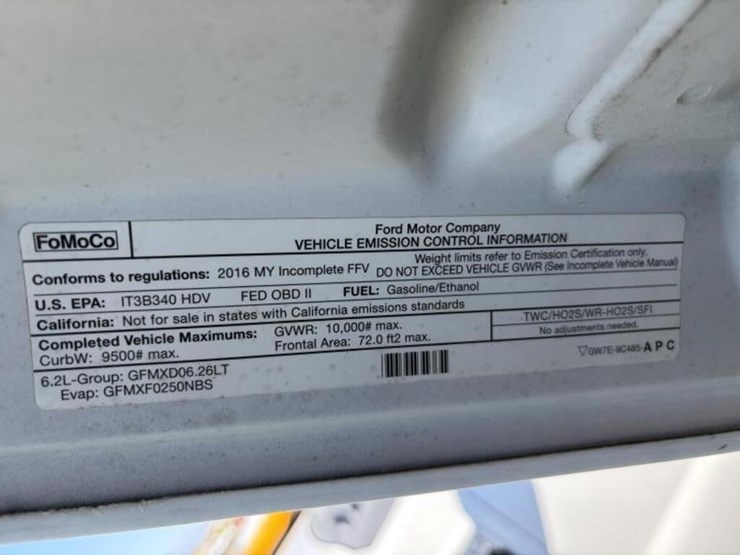 FoMoCo
Ford Motor Company
VEHICLE EMISSION CONTROL INFORMATION
Conforms to regulations: 2016 MY Incomplete FFV
Weight limits refer to Emission Certification only.
DO NOT EXCEED VEHICLE GVWR (See Incomplete Vehicle Manual)
U.S. EPA: IT3B340 HDV FED OBD II FUEL: Gasoline/Ethanol
California: Not for sale in states with California emissions standards
Completed Vehicle Maximums: GVWR: 10,000# max.
CurbW: 9500# max. Frontal Area: 72.0 ft2 max.
TWC/HO2S/WR-HO2S/SFI
No adjustments needed.
6.2L-Group: GFMXD06.26LT
Evap: GFMXF0250NBS
GW7E-9C485-APC